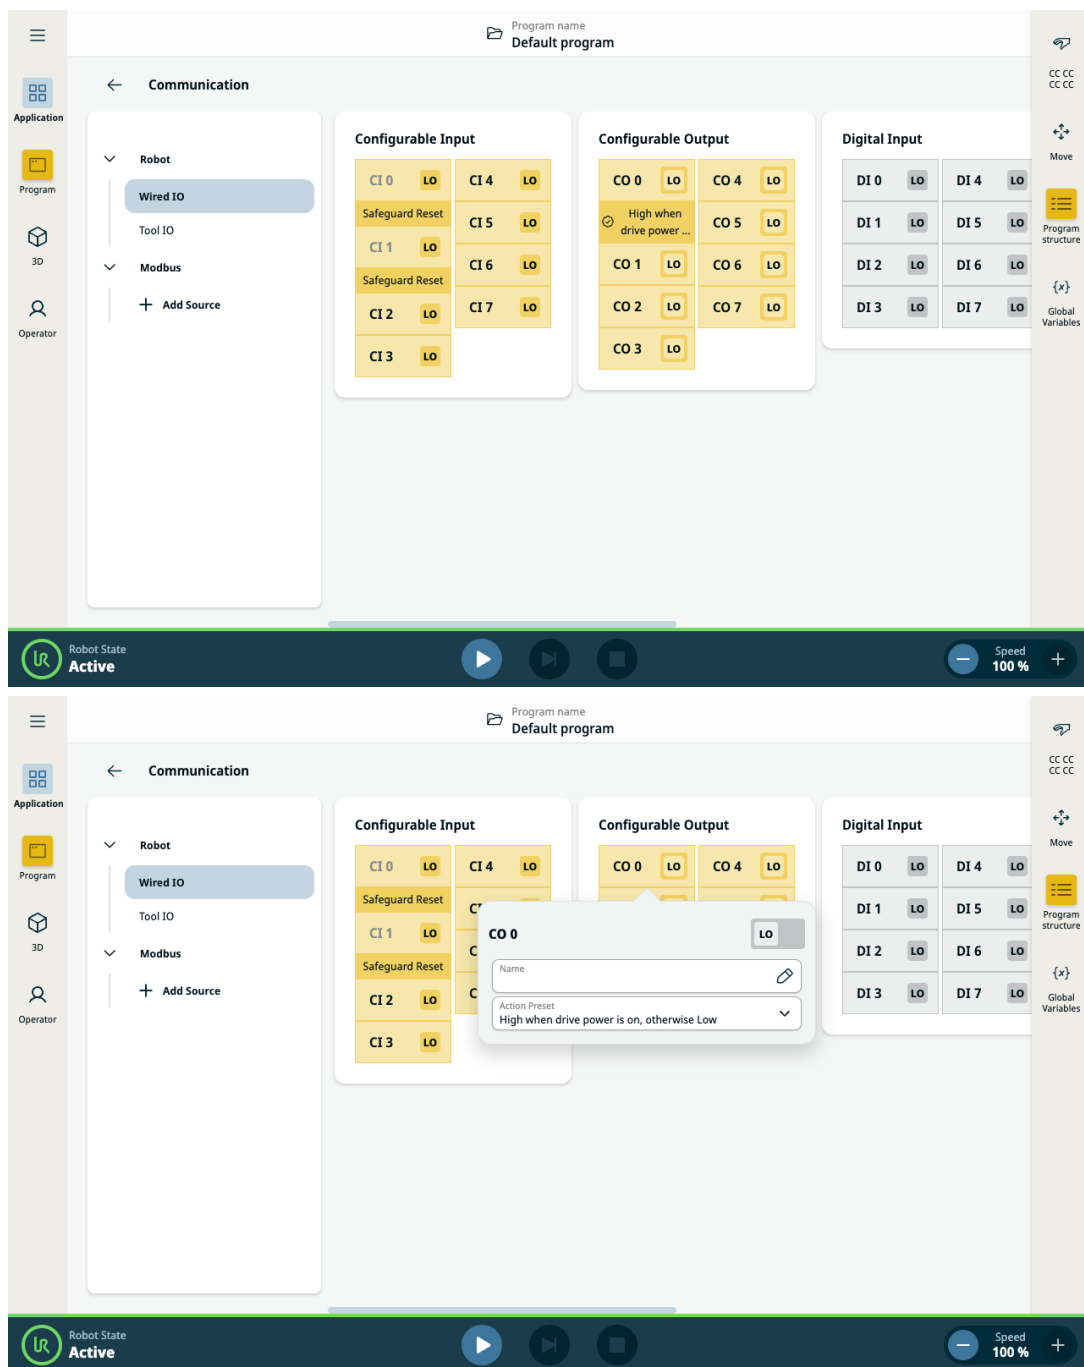 Program name
Default program
Application
Program
3D
Operator
Communication
Robot
Wired IO
Tool IO
Modbus
Add Source
Configurable Input
CI 0 LO CI 4 LO
Safeguard Reset
CI 5 LO
CI 1 LO
CI 6 LO
Safeguard Reset
CI 2 LO CI 7 LO
CI 3 LO
Configurable Output
CO 0 LO CO 4 LO
High when
drive power ...
CO 5 LO
CO 1 LO CO 6 LO
CO 2 LO CO 7 LO
CO 3 LO
Digital Input
DI 0 LO DI 4 LO
DI 1 LO DI 5 LO
DI 2 LO DI 6 LO
DI 3 LO DI 7 LO
CC CC
CC CC
Move
Program
structure
{x}
Global
Variables
Robot State
Active
Speed
100 %
Program name
Default program
Application
Program
3D
Operator
Communication
Robot
Wired IO
Tool IO
Modbus
Add Source
Configurable Input
CI 0 LO CI 4 LO
Safeguard Reset
CI 1 LO
Safeguard Reset
CI 2 LO
CI 3 LO
Configurable Output
CO 0 LO CO 4 LO
CO 0 LO
Name
Action Preset
High when drive power is on, otherwise Low
Digital Input
DI 0 LO DI 4 LO
DI 1 LO DI 5 LO
DI 2 LO DI 6 LO
DI 3 LO DI 7 LO
CC CC
CC CC
Move
Program
structure
{x}
Global
Variables
Robot State
Active
Speed
100 %